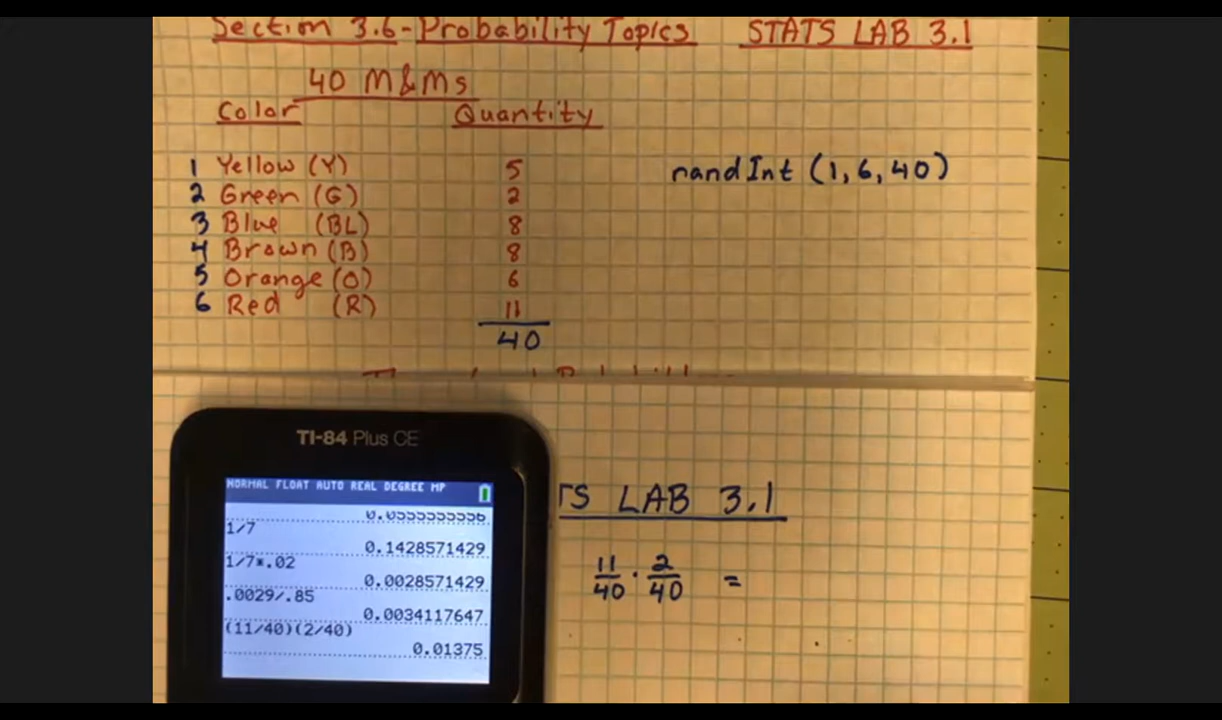 Section 3.6-Probability Topics STATS LAB 3.1
40 M&Ms
Color Quantity
1 Yellow (Y) 5 randInt (1, 6, 40)
2 Green (G) 2
3 Blue (BL) 8
4 Brown (B) 8
5 Orange (O) 6
6 Red (R) 11
40
TI-84 Plus CE
NORMAL FLOAT AUTO REAL DEGREE MP
1/7
0.1428571429
1/7*.02
0.0028571429
.0029/.85
0.0034117647
(11/40)(2/40)
0.01375
LAB 3.1
11/40 · 2/40 =